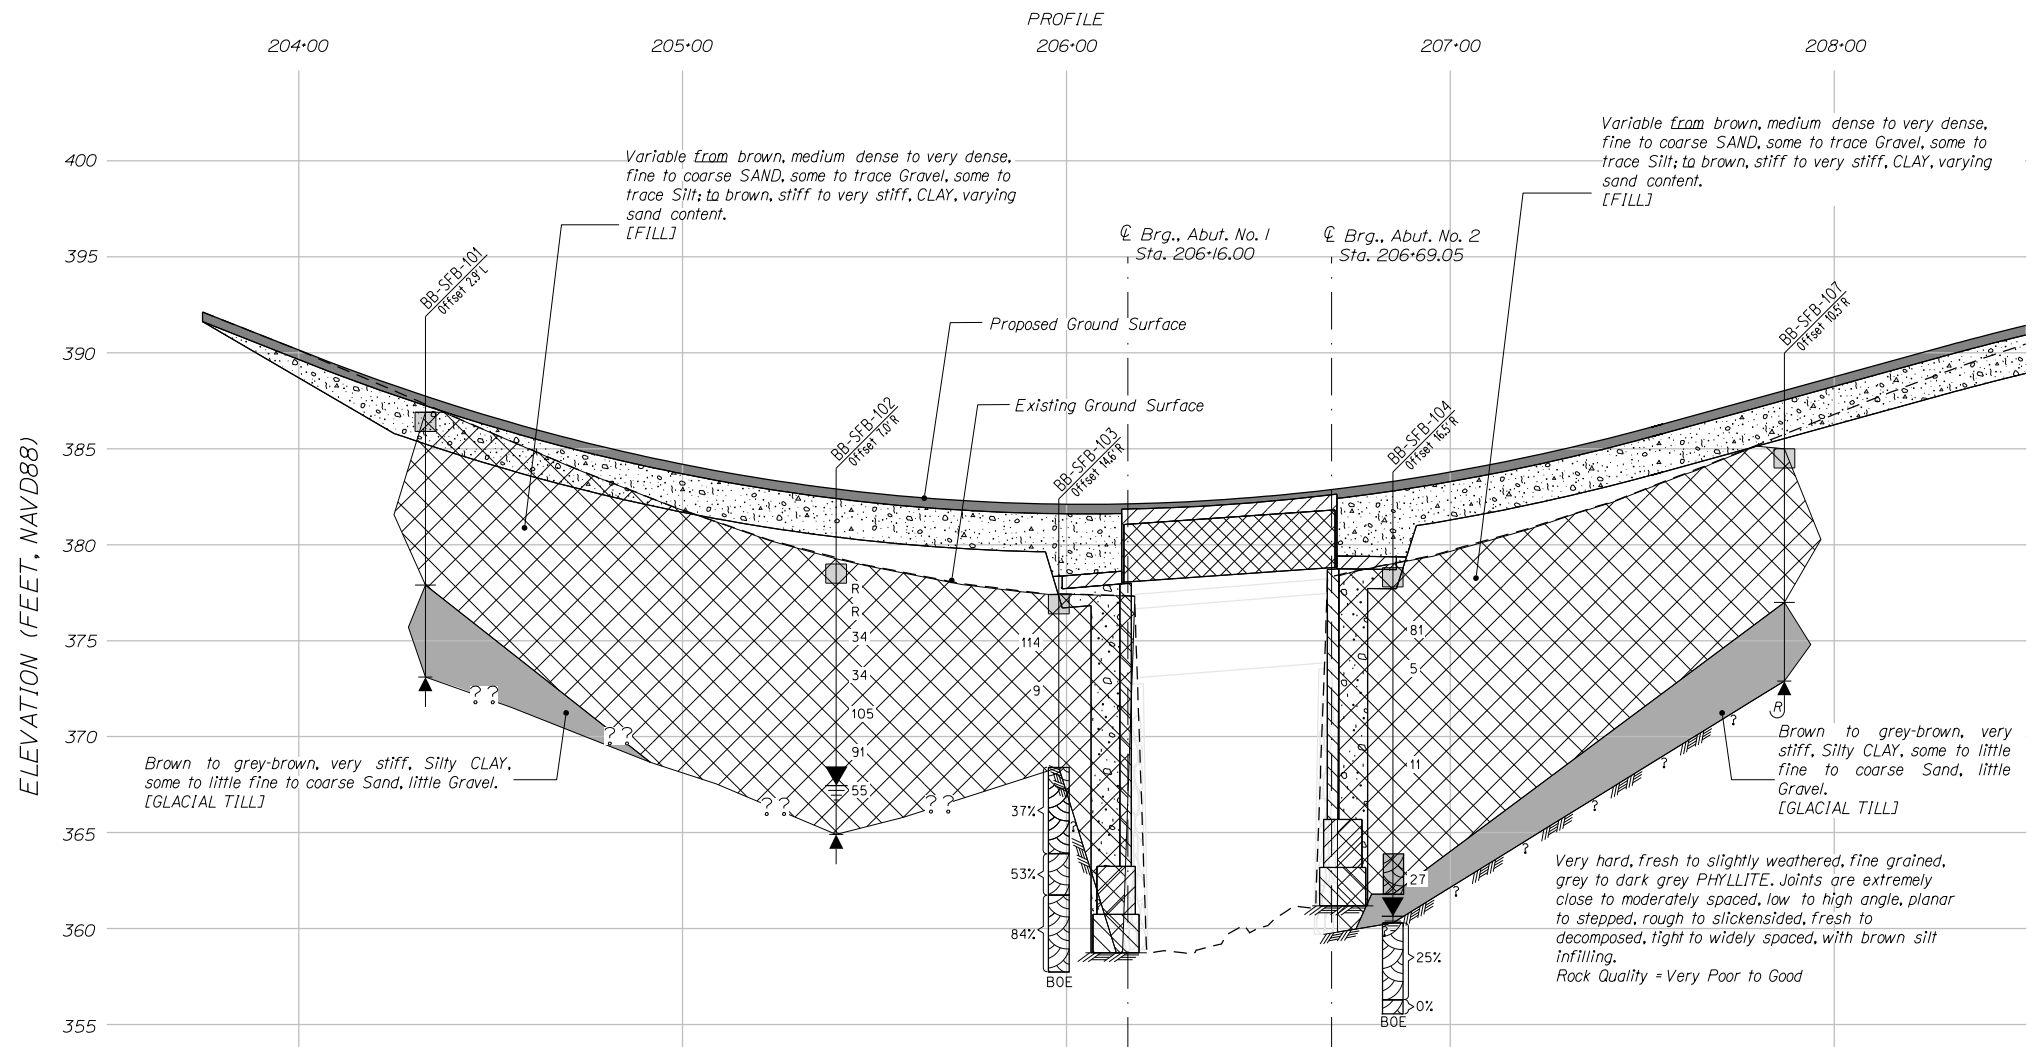 PROFILE
204+00
205+00
206+00
207+00
208+00
ELEVATION (FEET, NAVD88)
400
395
390
385
380
375
370
365
360
355
Variable from brown, medium dense to very dense,
fine to coarse SAND, some to trace Gravel, some to
trace Silt; to brown, stiff to very stiff, CLAY, varying
sand content.
[FILL]
Variable from brown, medium dense to very dense,
fine to coarse SAND, some to trace Gravel, some to
trace Silt; to brown, stiff to very stiff, CLAY, varying
sand content.
[FILL]
℄ Brg., Abut. No. 1
Sta. 206+16.00
℄ Brg., Abut. No. 2
Sta. 206+69.05
BB-SFB-101
Offset 2.9' L
Proposed Ground Surface
Existing Ground Surface
BB-SFB-102
Offset 7.0' R
BB-SFB-103
Offset 14.6' R
BB-SFB-104
Offset 16.5' R
BB-SFB-107
Offset 10.5' R
R
R
34
34
105
91
55
114
9
37%
53%
84%
BOE
81
5
11
27
25%
0%
BOE
R
? ?
? ?
? ?
? ?
?
?
?
?
?
?
Brown to grey-brown, very stiff, Silty CLAY,
some to little fine to coarse Sand, little Gravel.
[GLACIAL TILL]
Brown to grey-brown, very
stiff, Silty CLAY, some to little
fine to coarse Sand, little
Gravel.
[GLACIAL TILL]
Very hard, fresh to slightly weathered, fine grained,
grey to dark grey PHYLLITE. Joints are extremely
close to moderately spaced, low to high angle, planar
to stepped, rough to slickensided, fresh to
decomposed, tight to widely spaced, with brown silt
infilling.
Rock Quality = Very Poor to Good